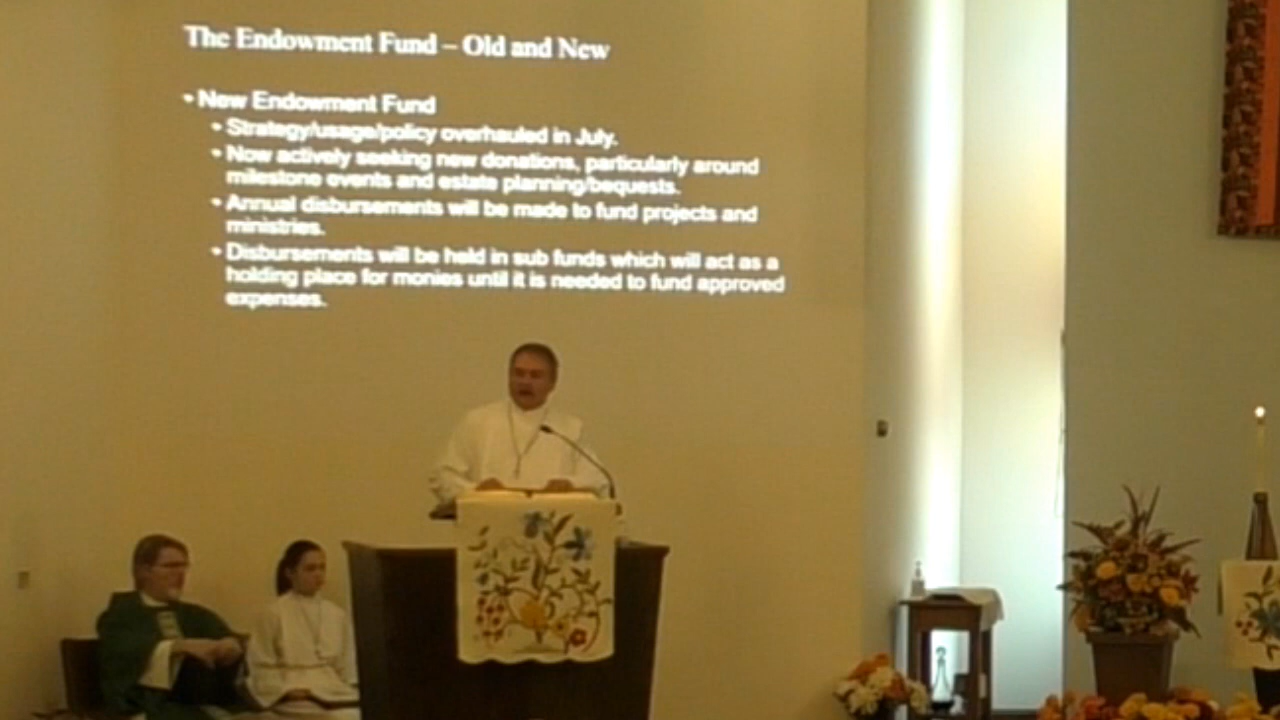 The Endowment Fund – Old and New
• New Endowment Fund
• Strategy/usage/policy overhauled in July.
• Now actively seeking new donations, particularly around
milestone events and estate planning/bequests.
• Annual disbursements will be made to fund projects and
ministries.
• Disbursements will be held in sub funds which will act as a
holding place for monies until it is needed to fund approved
expenses.